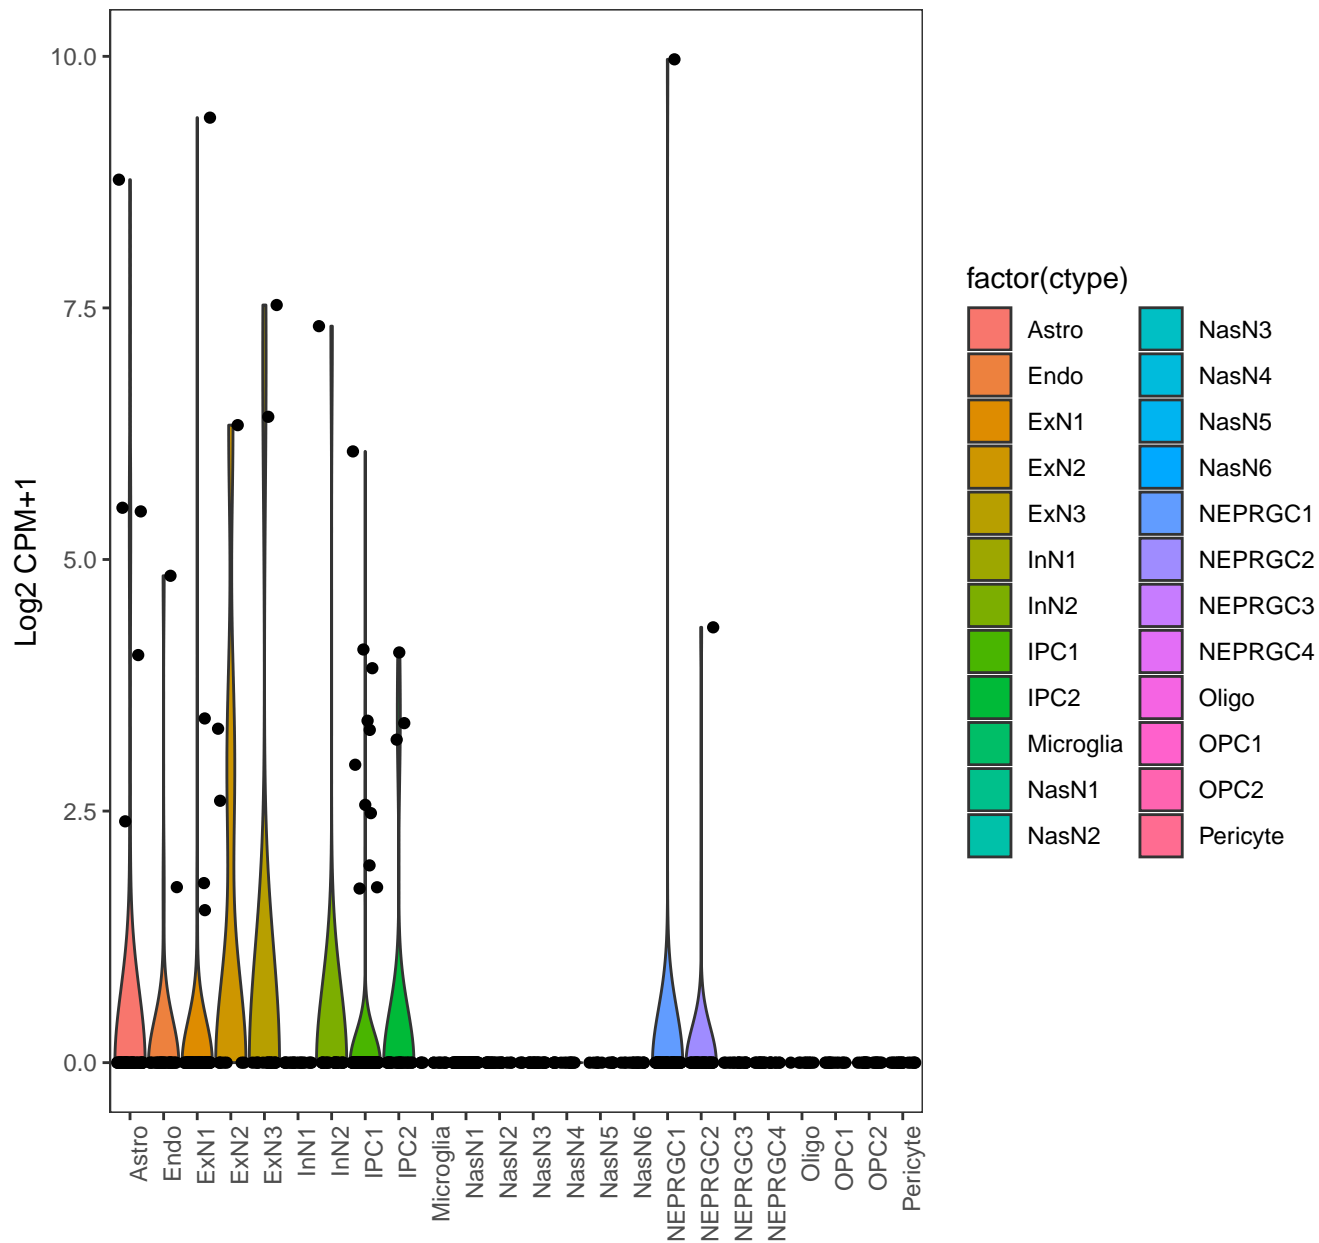 10.0
7.5
5.0
2.5
0.0
Log2 CPM+1
Astro
Endo
ExN1
ExN2
ExN3
InN1
InN2
IPC1
IPC2
Microglia
NasN1
NasN2
NasN3
NasN4
NasN5
NasN6
NEPRGC1
NEPRGC2
NEPRGC3
NEPRGC4
Oligo
OPC1
OPC2
Pericyte
factor(ctype)
Astro
Endo
ExN1
ExN2
ExN3
InN1
InN2
IPC1
IPC2
Microglia
NasN1
NasN2
NasN3
NasN4
NasN5
NasN6
NEPRGC1
NEPRGC2
NEPRGC3
NEPRGC4
Oligo
OPC1
OPC2
Pericyte